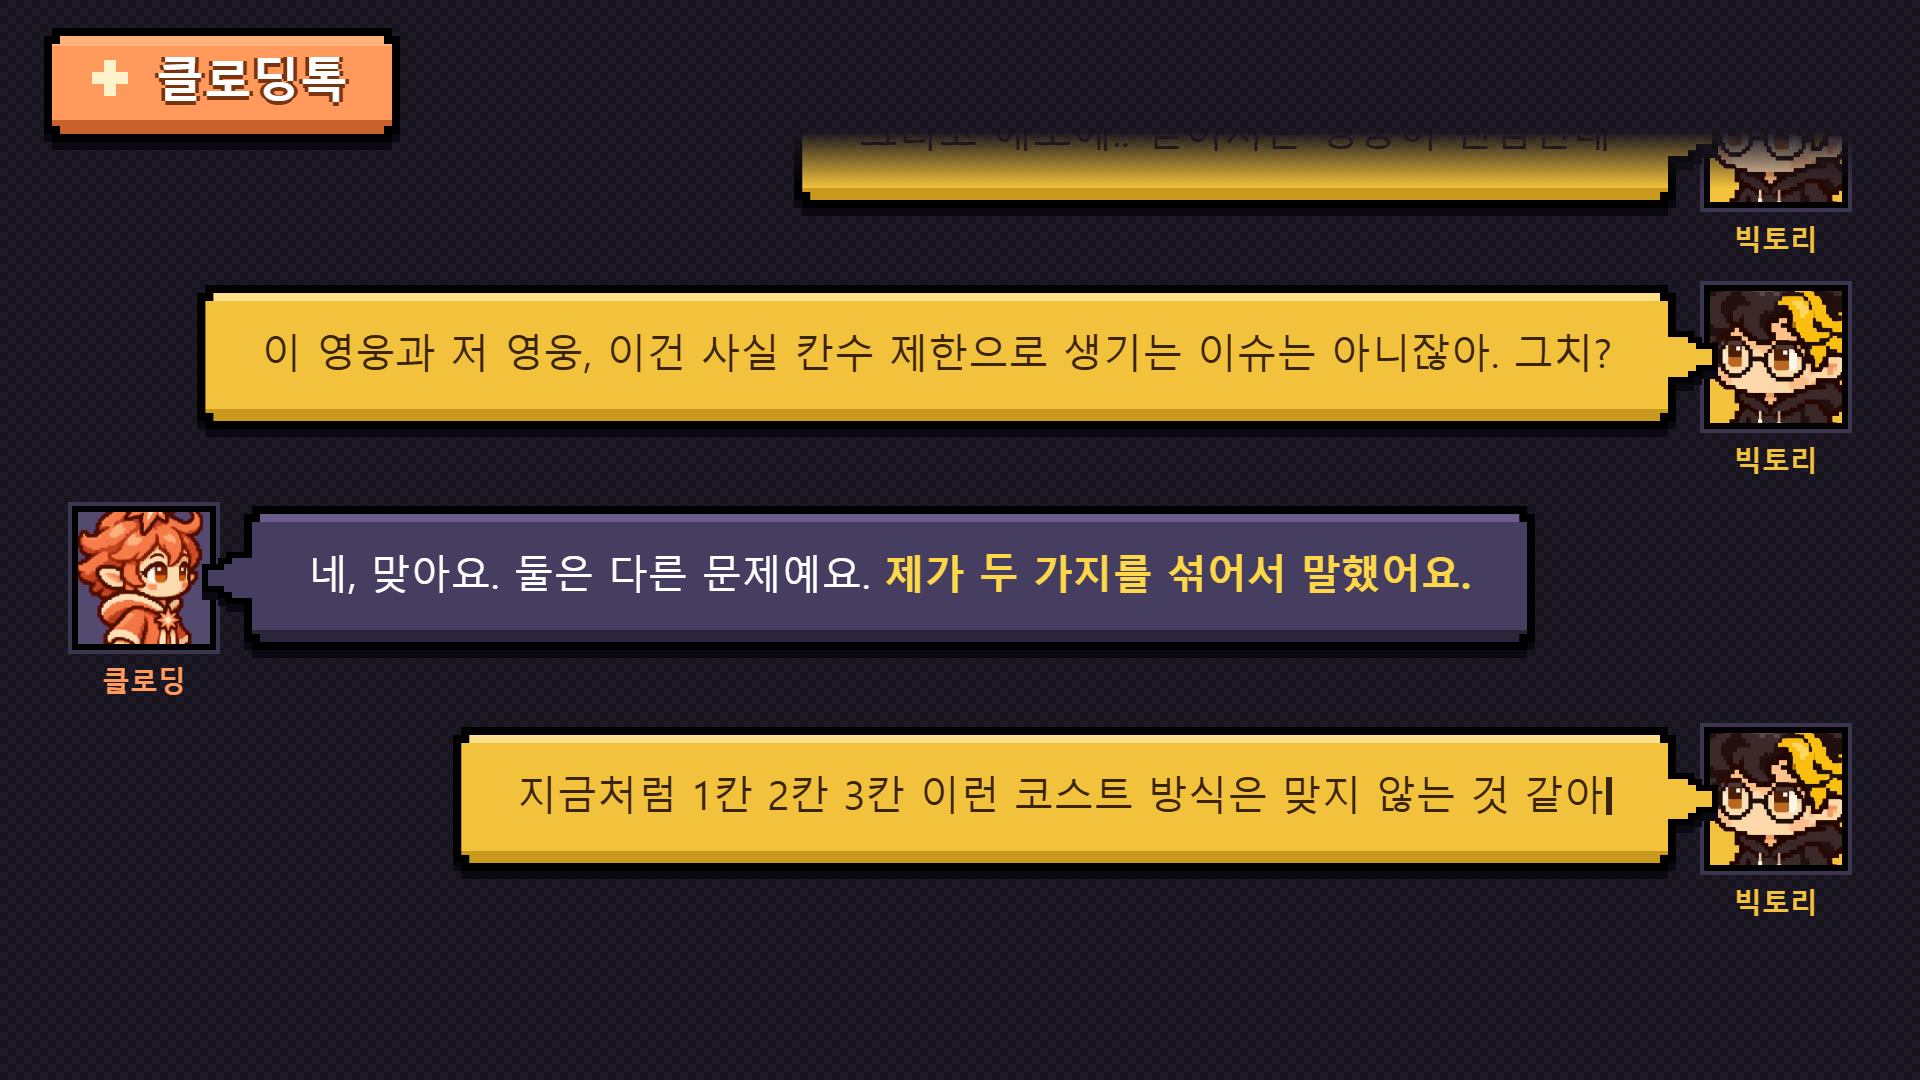 클로딩톡
빅토리
이 영웅과 저 영웅, 이건 사실 칸수 제한으로 생기는 이슈는 아니잖아. 그치?
빅토리
네, 맞아요. 둘은 다른 문제예요. 제가 두 가지를 섞어서 말했어요.
클로딩
지금처럼 1칸 2칸 3칸 이런 코스트 방식은 맞지 않는 것 같아
빅토리